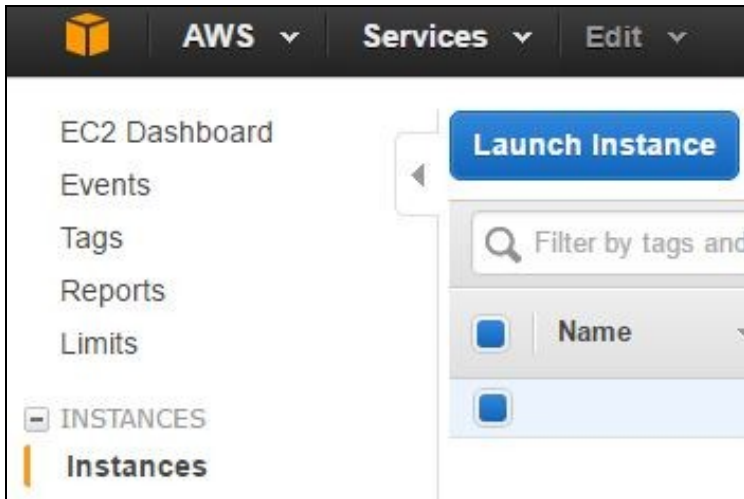 AWS Services Edit
EC2 Dashboard
Events
Tags
Reports
Limits
INSTANCES
Instances
Launch Instance
Filter by tags and
Name